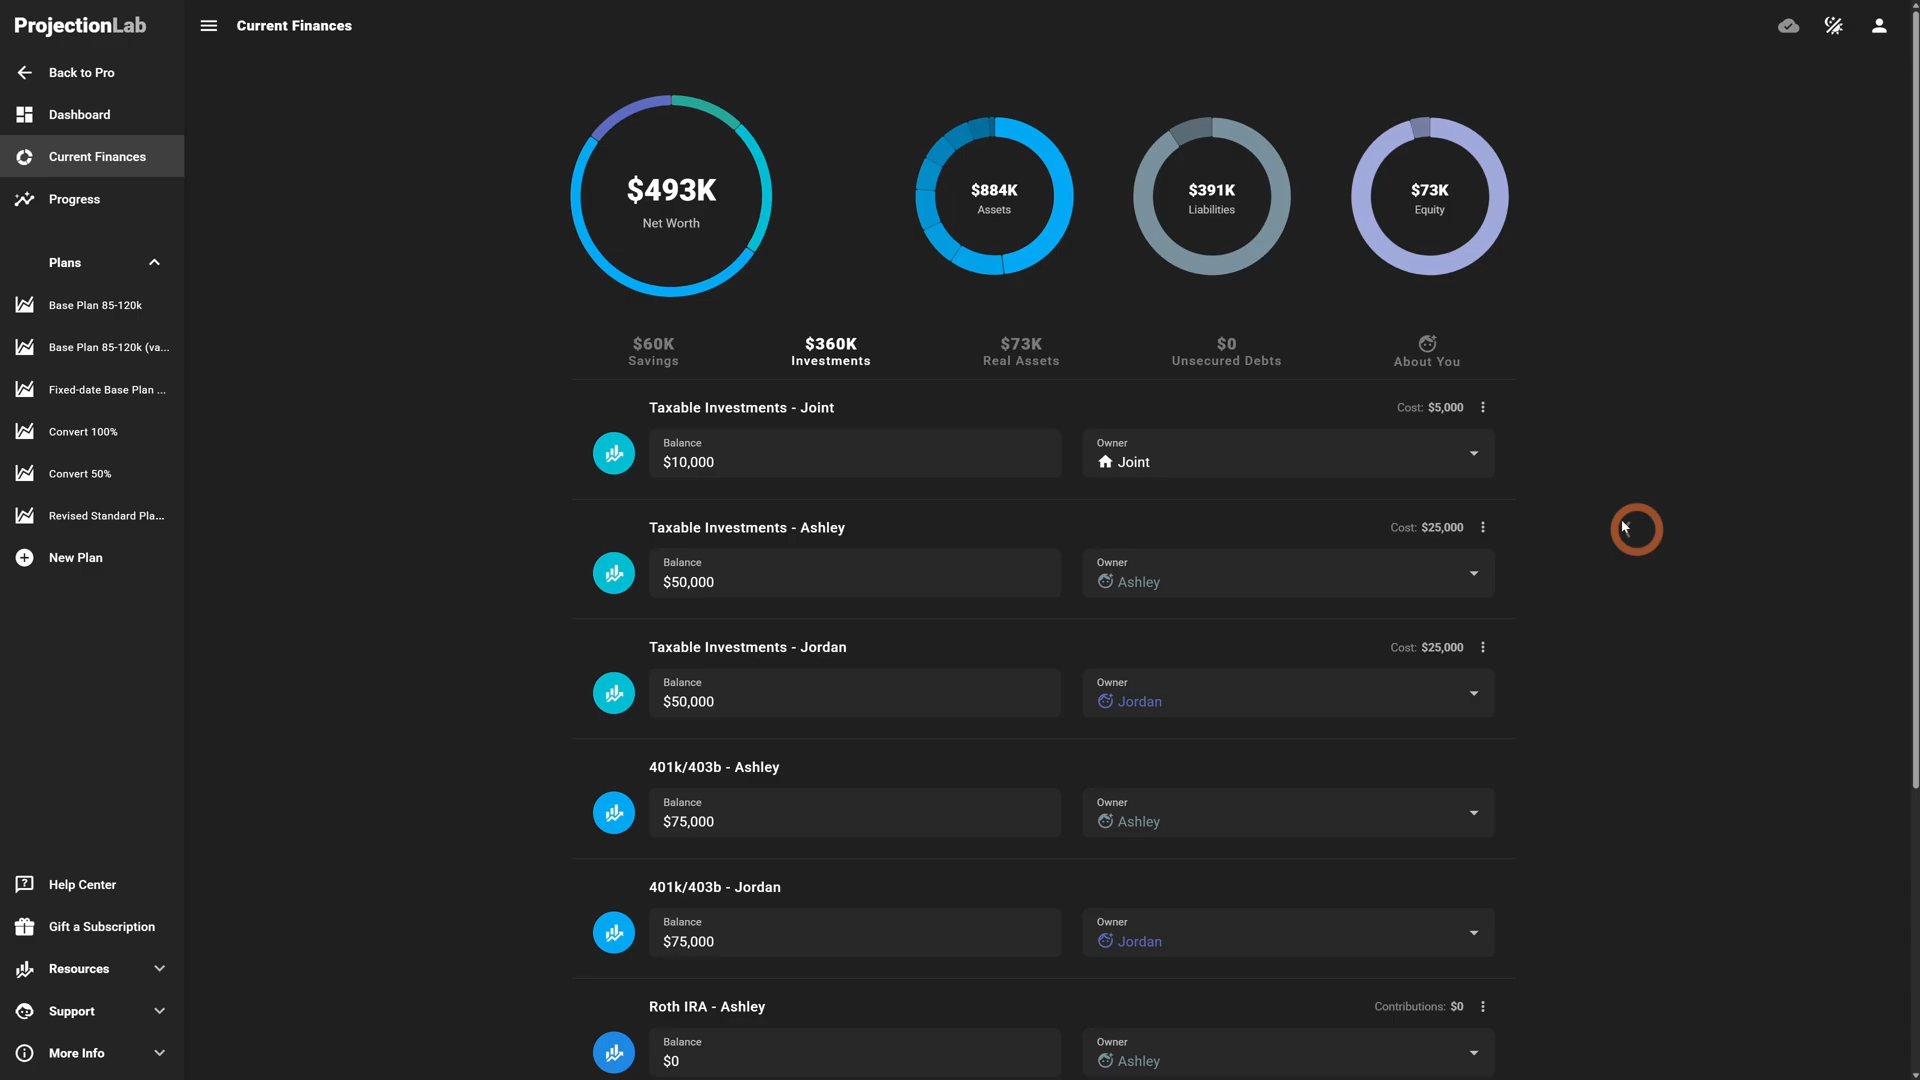 ProjectionLab
Current Finances
Back to Pro
Dashboard
Current Finances
Progress
Plans
Base Plan 85-120k
Base Plan 85-120k (va...
Fixed-date Base Plan ...
Convert 100%
Convert 50%
Revised Standard Pla...
New Plan
Help Center
Gift a Subscription
Resources
Support
More Info
$493K
Net Worth
$884K
Assets
$391K
Liabilities
$73K
Equity
$60K
Savings
$360K
Investments
$73K
Real Assets
$0
Unsecured Debts
About You
Taxable Investments - Joint
Cost: $5,000
Balance
$10,000
Owner
Joint
Taxable Investments - Ashley
Cost: $25,000
Balance
$50,000
Owner
Ashley
Taxable Investments - Jordan
Cost: $25,000
Balance
$50,000
Owner
Jordan
401k/403b - Ashley
Balance
$75,000
Owner
Ashley
401k/403b - Jordan
Balance
$75,000
Owner
Jordan
Roth IRA - Ashley
Contributions: $0
Balance
$0
Owner
Ashley